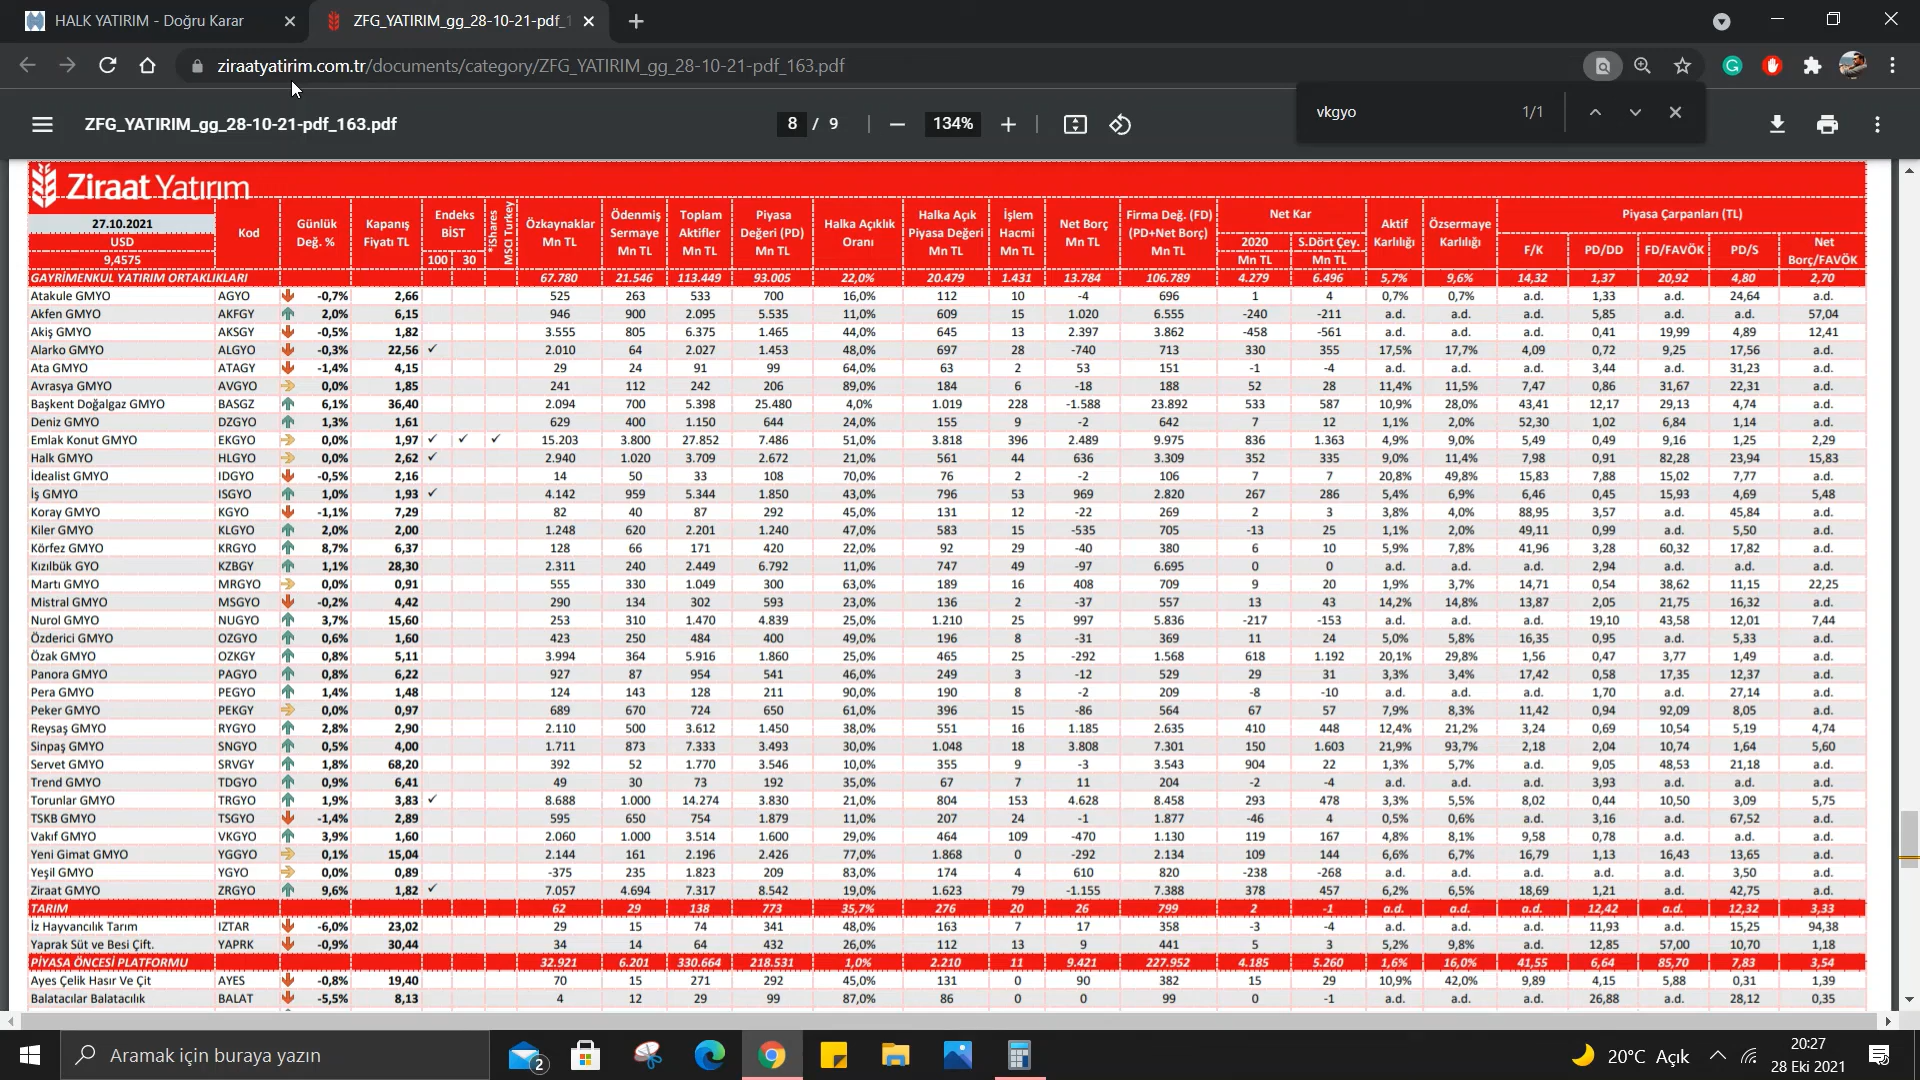 HALK YATIRIM - Doğru Karar
ZFG_YATIRIM_gg_28-10-21-pdf_1
ziraatyatirim.com.tr/documents/category/ZFG_YATIRIM_gg_28-10-21-pdf_163.pdf
ZFG_YATIRIM_gg_28-10-21-pdf_163.pdf 8 / 9 134% vkgyo 1/1
Ziraat Yatırım
27.10.2021 USD 9,4575 Kod Günlük Değ. % Kapanış Fiyatı TL Endeks BİST 100 30 *iShares MSCI Turkey Özkaynaklar Mn TL Ödenmiş Sermaye Mn TL Toplam Aktifler Mn TL Piyasa Değeri (PD) Mn TL Halka Açıklık Oranı Halka Açık Piyasa Değeri Mn TL İşlem Hacmi Mn TL Net Borç Mn TL Firma Değ. (FD) (PD+Net Borç) Mn TL Net Kar 2020 Mn TL S.Dört Çey. Mn TL Aktif Karlılığı Özsermaye Karlılığı Piyasa Çarpanları (TL) F/K PD/DD FD/FAVÖK PD/S Net Borç/FAVÖK
GAYRİMENKUL YATIRIM ORTAKLIKLARI 67.780 21.546 113.449 93.005 22,0% 20.479 1.431 13.784 106.789 4.279 6.496 5,7% 9,6% 14,32 1,37 20,92 4,80 2,70
Atakule GMYO AGYO -0,7% 2,66 525 263 533 700 16,0% 112 10 -4 696 1 4 0,7% 0,7% a.d. 1,33 a.d. 24,64 a.d.
Akfen GMYO AKFGY 2,0% 6,15 946 900 2.095 5.535 11,0% 609 15 1.020 6.555 -240 -211 a.d. a.d. a.d. 5,85 a.d. a.d. 57,04
Akiş GMYO AKSGY -0,5% 1,82 3.555 805 6.375 1.465 44,0% 645 13 2.397 3.862 -458 -561 a.d. a.d. a.d. 0,41 19,99 4,89 12,41
Alarko GMYO ALGYO -0,3% 22,56 ✓ 2.010 64 2.027 1.453 48,0% 697 28 -740 713 330 355 17,5% 17,7% 4,09 0,72 9,25 17,56 a.d.
Ata GMYO ATAGY -1,4% 4,15 29 24 91 99 64,0% 63 2 53 151 -1 -4 a.d. a.d. a.d. 3,44 a.d. 31,23 a.d.
Avrasya GMYO AVGYO 0,0% 1,85 241 112 242 206 89,0% 184 6 -18 188 52 28 11,4% 11,5% 7,47 0,86 31,67 22,31 a.d.
Başkent Doğalgaz GMYO BASGZ 6,1% 36,40 2.094 700 5.398 25.480 4,0% 1.019 228 -1.588 23.892 533 587 10,9% 28,0% 43,41 12,17 29,13 4,74 a.d.
Deniz GMYO DZGYO 1,3% 1,61 629 400 1.150 644 24,0% 155 9 -2 642 7 12 1,1% 2,0% 52,30 1,02 6,84 1,14 a.d.
Emlak Konut GMYO EKGYO 0,0% 1,97 ✓ ✓ ✓ 15.203 3.800 27.852 7.486 51,0% 3.818 396 2.489 9.975 836 1.363 4,9% 9,0% 5,49 0,49 9,16 1,25 2,29
Halk GMYO HLGYO 0,0% 2,62 ✓ 2.940 1.020 3.709 2.672 21,0% 561 44 636 3.309 352 335 9,0% 11,4% 7,98 0,91 82,28 23,94 15,83
İdealist GMYO IDGYO -0,5% 2,16 14 50 33 108 70,0% 76 2 -2 106 7 7 20,8% 49,8% 15,83 7,88 15,02 7,77 a.d.
İş GMYO ISGYO 1,0% 1,93 ✓ 4.142 959 5.344 1.850 43,0% 796 53 969 2.820 267 286 5,4% 6,9% 6,46 0,45 15,93 4,69 5,48
Koray GMYO KGYO -1,1% 7,29 82 40 87 292 45,0% 131 12 -22 269 2 3 3,8% 4,0% 88,95 3,57 a.d. 45,84 a.d.
Kiler GMYO KLGYO 2,0% 2,00 1.248 620 2.201 1.240 47,0% 583 15 -535 705 -13 25 1,1% 2,0% 49,11 0,99 a.d. 5,50 a.d.
Körfez GMYO KRGYO 8,7% 6,37 128 66 171 420 22,0% 92 29 -40 380 6 10 5,9% 7,8% 41,96 3,28 60,32 17,82 a.d.
Kızılbük GYO KZBGY 1,1% 28,30 2.311 240 2.449 6.792 11,0% 747 49 -97 6.695 0 0 a.d. a.d. a.d. 2,94 a.d. a.d. a.d.
Martı GMYO MRGYO 0,0% 0,91 555 330 1.049 300 63,0% 189 16 408 709 9 20 1,9% 3,7% 14,71 0,54 38,62 11,15 22,25
Mistral GMYO MSGYO -0,2% 4,42 290 134 302 593 23,0% 136 2 -37 557 13 43 14,2% 14,8% 13,87 2,05 21,75 16,32 a.d.
Nurol GMYO NUGYO 3,7% 15,60 253 310 1.470 4.839 25,0% 1.210 25 997 5.836 -217 -153 a.d. a.d. a.d. 19,10 43,58 12,01 7,44
Özderici GMYO OZGYO 0,6% 1,60 423 250 484 400 49,0% 196 8 -31 369 11 24 5,0% 5,8% 16,35 0,95 a.d. 5,33 a.d.
Özak GMYO OZKGY 0,8% 5,11 3.994 364 5.916 1.860 25,0% 465 25 -292 1.568 618 1.192 20,1% 29,8% 1,56 0,47 3,77 1,49 a.d.
Panora GMYO PAGYO 0,8% 6,22 927 87 954 541 46,0% 249 3 -12 529 29 31 3,3% 3,4% 17,42 0,58 17,35 12,37 a.d.
Pera GMYO PEGYO 1,4% 1,48 124 143 128 211 90,0% 190 8 -2 209 -8 -10 a.d. a.d. a.d. 1,70 a.d. 27,14 a.d.
Peker GMYO PEKGY 0,0% 0,97 689 670 724 650 61,0% 396 15 -86 564 67 57 7,9% 8,3% 11,42 0,94 92,09 8,05 a.d.
Reysaş GMYO RYGYO 2,8% 2,90 2.110 500 3.612 1.450 38,0% 551 16 1.185 2.635 410 448 12,4% 21,2% 3,24 0,69 10,54 5,19 4,74
Sinpaş GMYO SNGYO 0,5% 4,00 1.711 873 7.333 3.493 30,0% 1.048 18 3.808 7.301 150 1.603 21,9% 93,7% 2,18 2,04 10,74 1,64 5,60
Servet GMYO SRVGY 1,8% 68,20 392 52 1.770 3.546 10,0% 355 9 -3 3.543 904 22 1,3% 5,7% a.d. 9,05 48,53 21,18 a.d.
Trend GMYO TDGYO 0,9% 6,41 49 30 73 192 35,0% 67 7 11 204 -2 -4 a.d. a.d. a.d. 3,93 a.d. a.d. a.d.
Torunlar GMYO TRGYO 1,9% 3,83 ✓ 8.688 1.000 14.274 3.830 21,0% 804 153 4.628 8.458 293 478 3,3% 5,5% 8,02 0,44 10,50 3,09 5,75
TSKB GMYO TSGYO -1,4% 2,89 595 650 754 1.879 11,0% 207 24 -1 1.877 -46 4 0,5% 0,6% a.d. 3,16 a.d. 67,52 a.d.
Vakıf GMYO VKGYO 3,9% 1,60 2.060 1.000 3.514 1.600 29,0% 464 109 -470 1.130 119 167 4,8% 8,1% 9,58 0,78 a.d. a.d. a.d.
Yeni Gimat GMYO YGGYO 0,1% 15,04 2.144 161 2.196 2.426 77,0% 1.868 0 -292 2.134 109 144 6,6% 6,7% 16,79 1,13 16,43 13,65 a.d.
Yeşil GMYO YGYO 0,0% 0,89 -375 235 1.823 209 83,0% 174 4 610 820 -238 -268 a.d. a.d. a.d. a.d. a.d. 3,50 a.d.
Ziraat GMYO ZRGYO 9,6% 1,82 ✓ 7.057 4.694 7.317 8.542 19,0% 1.623 79 -1.155 7.388 378 457 6,2% 6,5% 18,69 1,21 a.d. 42,75 a.d.
TARIM 62 29 138 773 35,7% 276 20 26 799 2 -1 a.d. a.d. a.d. 12,42 a.d. 12,32 3,33
İz Hayvancılık Tarım IZTAR -6,0% 23,02 29 15 74 341 48,0% 163 7 17 358 -3 -4 a.d. a.d. a.d. 11,93 a.d. 15,25 94,38
Yaprak Süt ve Besi Çift. YAPRK -0,9% 30,44 34 14 64 432 26,0% 112 13 9 441 5 3 5,2% 9,8% a.d. 12,85 57,00 10,70 1,18
PİYASA ÖNCESİ PLATFORMU 32.921 6.201 330.664 218.531 1,0% 2.210 11 9.421 227.952 4.185 5.260 1,6% 16,0% 41,55 6,64 85,70 7,83 3,54
Ayes Çelik Hasır Ve Çit AYES -0,8% 19,40 70 15 271 292 45,0% 131 0 90 382 15 29 10,9% 42,0% 9,89 4,15 5,88 0,31 1,39
Balatacılar Balatacılık BALAT -5,5% 8,13 4 12 29 99 87,0% 86 0 0 99 0 -1 a.d. a.d. a.d. 26,88 a.d. 28,12 0,35
Aramak için buraya yazın 2 20°C Açık 20:27
28 Eki 2021